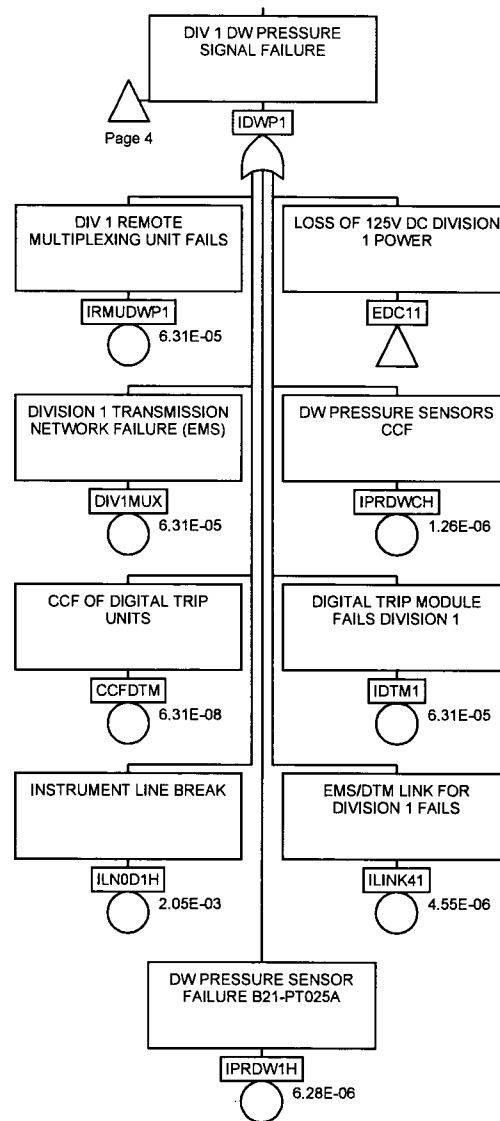 DIV 1 DW PRESSURE
SIGNAL FAILURE
Page 4
IDWP1
DIV 1 REMOTE
MULTIPLEXING UNIT FAILS
IRMUDWP1
6.31E-05
LOSS OF 125V DC DIVISION
1 POWER
EDC11
DIVISION 1 TRANSMISSION
NETWORK FAILURE (EMS)
DIV1MUX
6.31E-05
DW PRESSURE SENSORS
CCF
IPRDWCH
1.26E-06
CCF OF DIGITAL TRIP
UNITS
CCFDTM
6.31E-08
DIGITAL TRIP MODULE
FAILS DIVISION 1
IDTM1
6.31E-05
INSTRUMENT LINE BREAK
ILN0D1H
2.05E-03
EMS/DTM LINK FOR
DIVISION 1 FAILS
ILINK41
4.55E-06
DW PRESSURE SENSOR
FAILURE B21-PT025A
IPRDW1H
6.28E-06